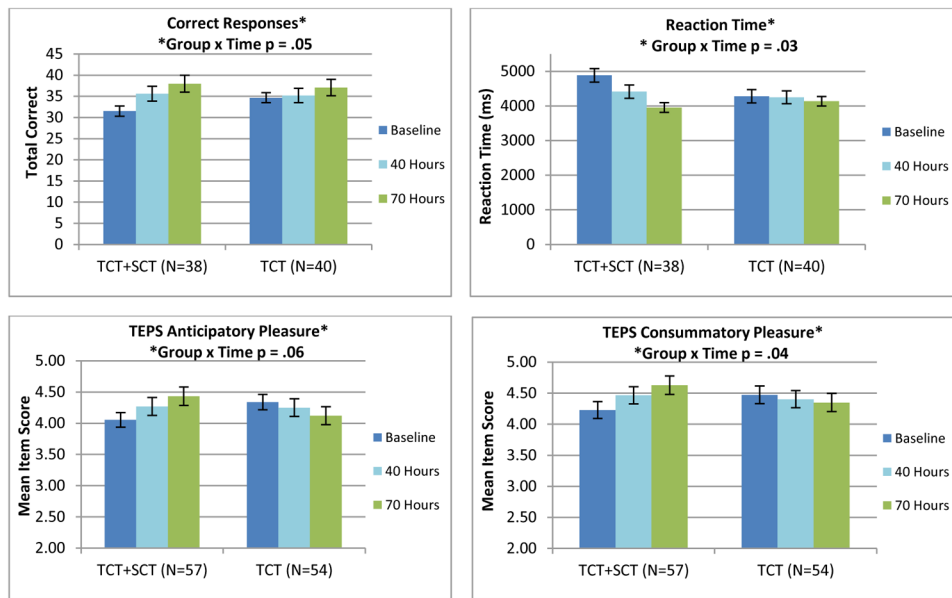 Correct Responses*
*Group x Time p = .05
45
40
35
30
25
20
15
10
5
0
Total Correct
TCT+SCT (N=38)
TCT (N=40)
Baseline
40 Hours
70 Hours
Reaction Time*
* Group x Time p = .03
5000
4000
3000
2000
1000
0
Reaction Time (ms)
TCT+SCT (N=38)
TCT (N=40)
Baseline
40 Hours
70 Hours
TEPS Anticipatory Pleasure*
*Group x Time p = .06
5.00
4.50
4.00
3.50
3.00
2.50
2.00
Mean Item Score
TCT+SCT (N=57)
TCT (N=54)
Baseline
40 Hours
70 Hours
TEPS Consummatory Pleasure*
*Group x Time p = .04
5.00
4.50
4.00
3.50
3.00
2.50
2.00
Mean Item Score
TCT+SCT (N=57)
TCT (N=54)
Baseline
40 Hours
70 Hours